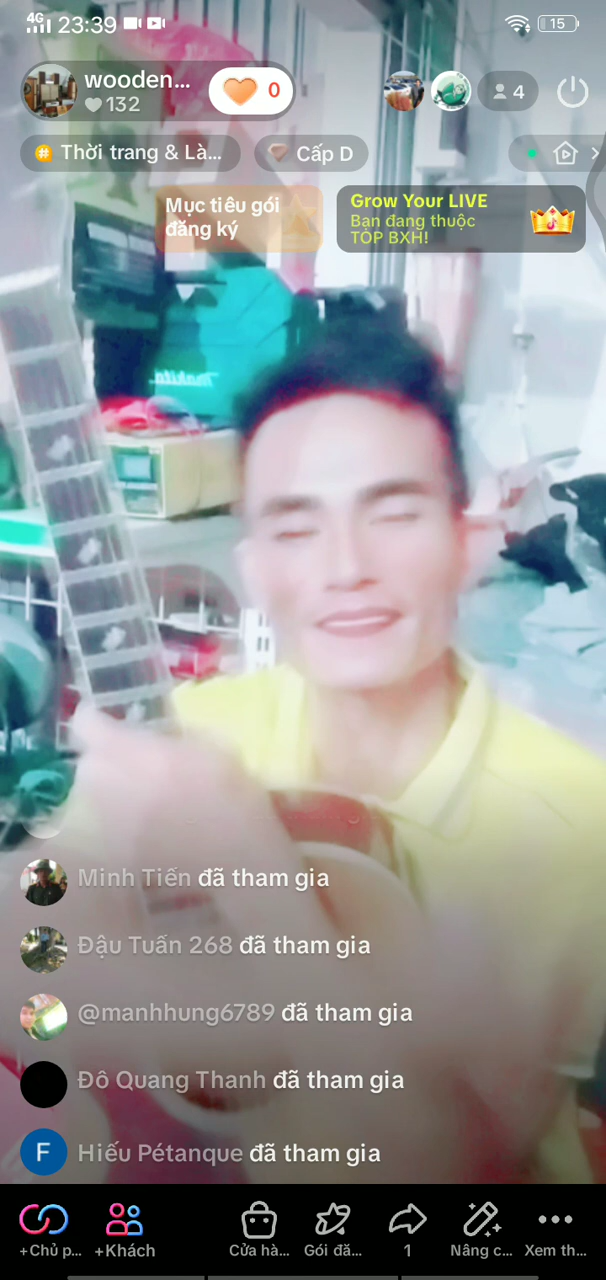 4G 23:39 15
wooden...
132
0
4
# Thời trang & Là...
Cấp D
Mục tiêu gói
đăng ký
Grow Your LIVE
Bạn đang thuộc
TOP BXH!
makita
Minh Tiến đã tham gia
Đậu Tuấn 268 đã tham gia
@manhhung6789 đã tham gia
Đô Quang Thanh đã tham gia
F
Hiếu Pétanque đã tham gia
+Chủ p...
+Khách
Cửa hà...
Gói đă...
1
Nâng c...
Xem th...